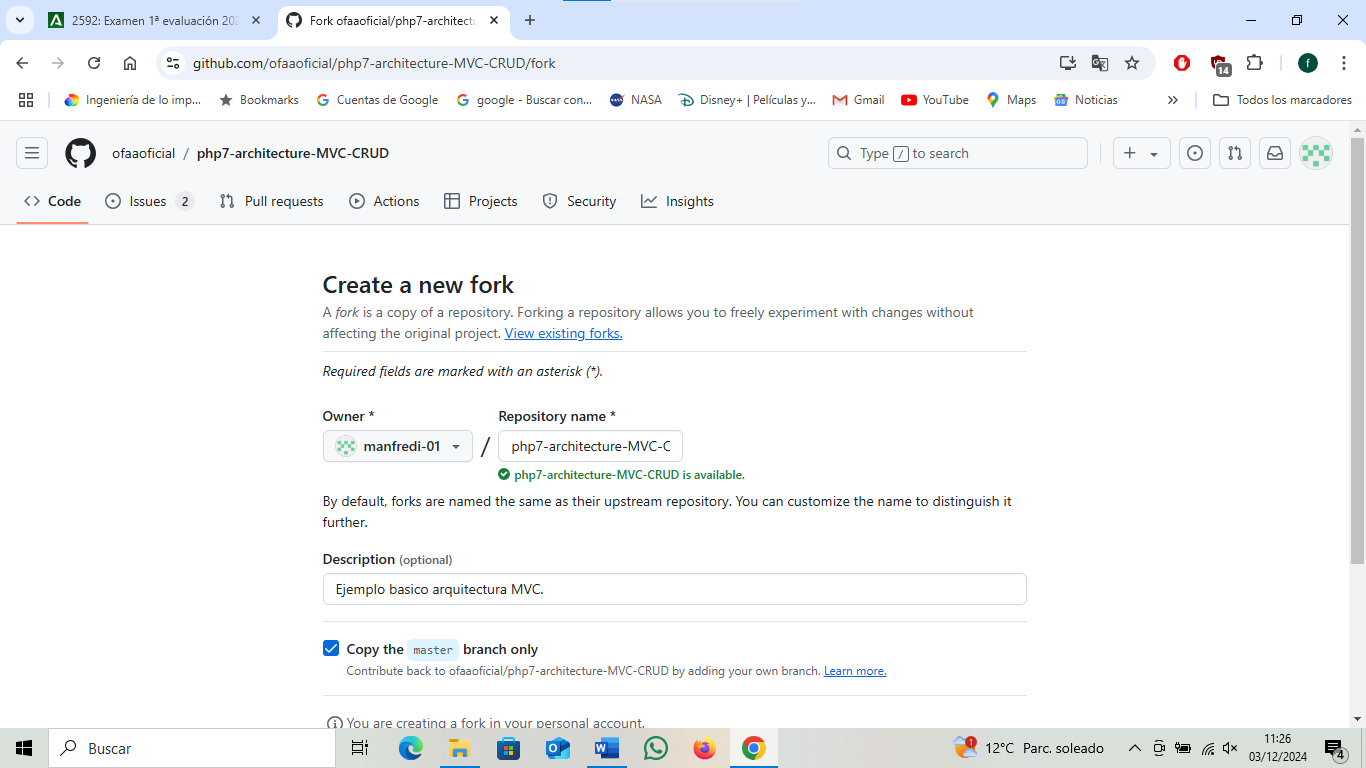 2592: Examen 1ª evaluación 202
Fork ofaaoficial/php7-architectu
github.com/ofaaoficial/php7-architecture-MVC-CRUD/fork
14
f
Ingeniería de lo imp...
Bookmarks
Cuentas de Google
google - Buscar con...
NASA
Disney+ | Películas y...
Gmail
YouTube
Maps
Noticias
»
Todos los marcadores
ofaaoficial / php7-architecture-MVC-CRUD
Type / to search
Code
Issues 2
Pull requests
Actions
Projects
Security
Insights
Create a new fork
A fork is a copy of a repository. Forking a repository allows you to freely experiment with changes without
affecting the original project. View existing forks.
Required fields are marked with an asterisk (*).
Owner *
Repository name *
manfredi-01
/
php7-architecture-MVC-C
php7-architecture-MVC-CRUD is available.
By default, forks are named the same as their upstream repository. You can customize the name to distinguish it
further.
Description (optional)
Ejemplo basico arquitectura MVC.
Copy the master branch only
Contribute back to ofaaoficial/php7-architecture-MVC-CRUD by adding your own branch. Learn more.
You are creating a fork in your personal account.
Buscar
1
12°C Parc. soleado
11:26
03/12/2024
4